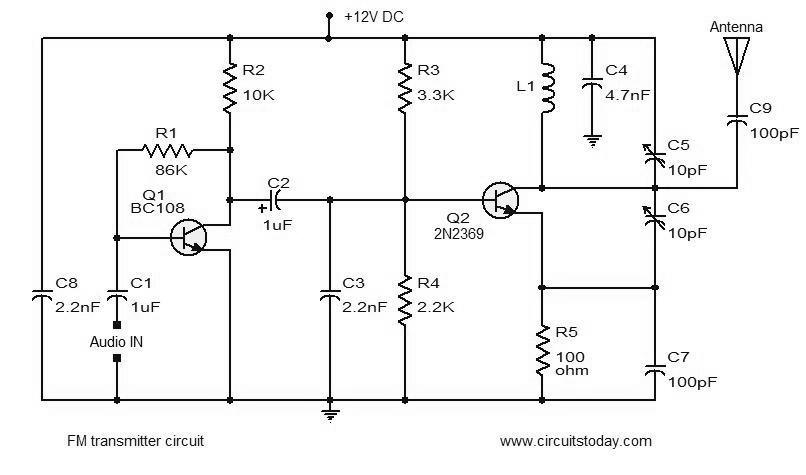 +12V DC
Antenna
R2
10K
R3
3.3K
L1
C4
4.7nF
C9
100pF
R1
86K
C5
10pF
Q1
BC108
C2
+
1uF
Q2
2N2369
C6
10pF
C8
2.2nF
C1
1uF
C3
2.2nF
R4
2.2K
Audio IN
R5
100
ohm
C7
100pF
FM transmitter circuit
www.circuitstoday.com